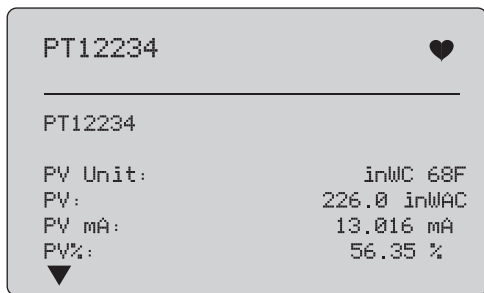 PT12234
PT12234
PV Unit: inWC 68F
PV: 226.0 inWAC
PV mA: 13.016 mA
PV%: 56.35 %